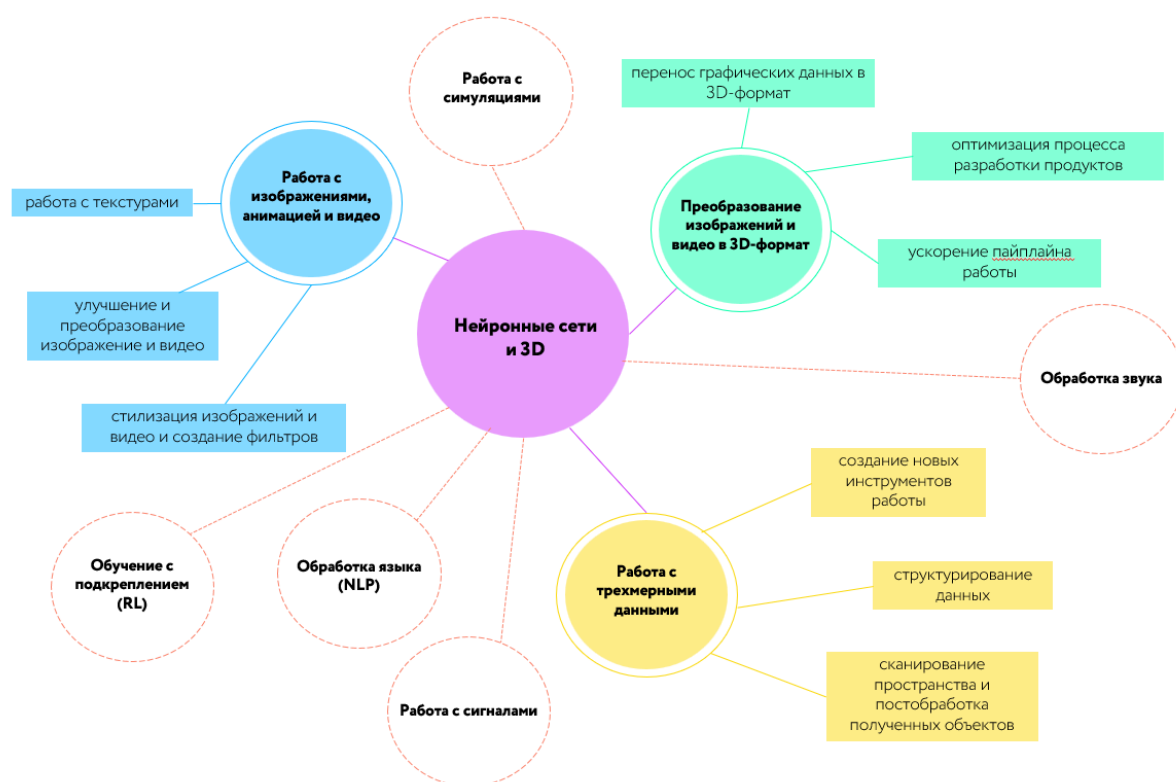 Работа с
симуляциями
перенос графических данных в
3D-формат
оптимизация процесса
разработки продуктов
Работа с
изображениями,
анимацией и видео
работа с текстурами
Преобразование
изображений и
видео в 3D-формат
ускорение пайплайна
работы
улучшение и
преобразование
изображение и видео
Нейронные сети
и 3D
Обработка звука
стилизация изображений и
видео и создание фильтров
создание новых
инструментов
работы
Обучение с
подкреплением
(RL)
Обработка языка
(NLP)
Работа с
трехмерными
данными
структурирование
данных
Работа с сигналами
сканирование
пространства и
постобработка
полученных объектов